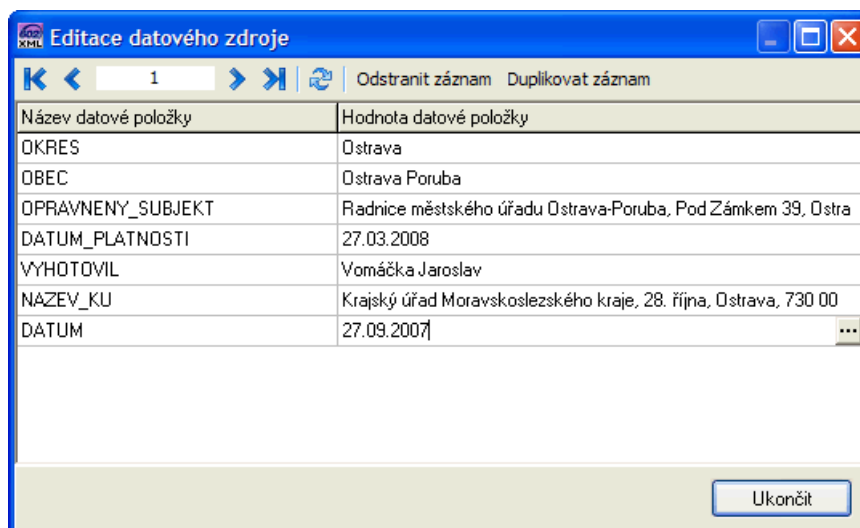 602
XML
Editace datového zdroje
1
Odstranit záznam Duplikovat záznam
Název datové položky Hodnota datové položky
OKRES Ostrava
OBEC Ostrava Poruba
OPRAVNENY_SUBJEKT Radnice městského úřadu Ostrava-Poruba, Pod Zámkem 39, Ostra
DATUM_PLATNOSTI 27.03.2008
VYHOTOVIL Vomáčka Jaroslav
NAZEV_KU Krajský úřad Moravskoslezského kraje, 28. října, Ostrava, 730 00
DATUM 27.09.2007
...
Ukončit